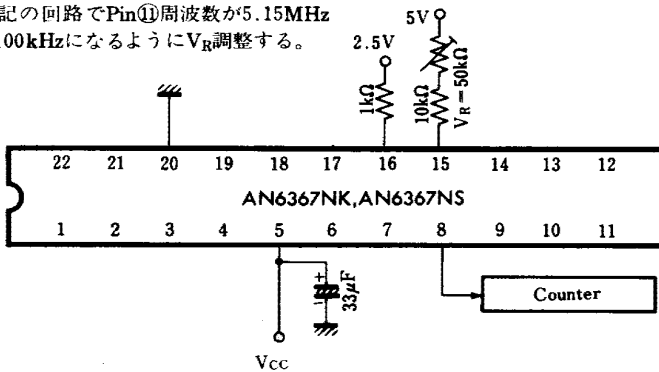 記の回路でPin⑪周波数が5.15MHz
00kHzになるようにVR調整する。
5V
2.5V
1kΩ
10kΩ
VR=50kΩ
22 21 20 19 18 17 16 15 14 13 12
AN6367NK,AN6367NS
1 2 3 4 5 6 7 8 9 10 11
+
-
33μF
Counter
Vcc